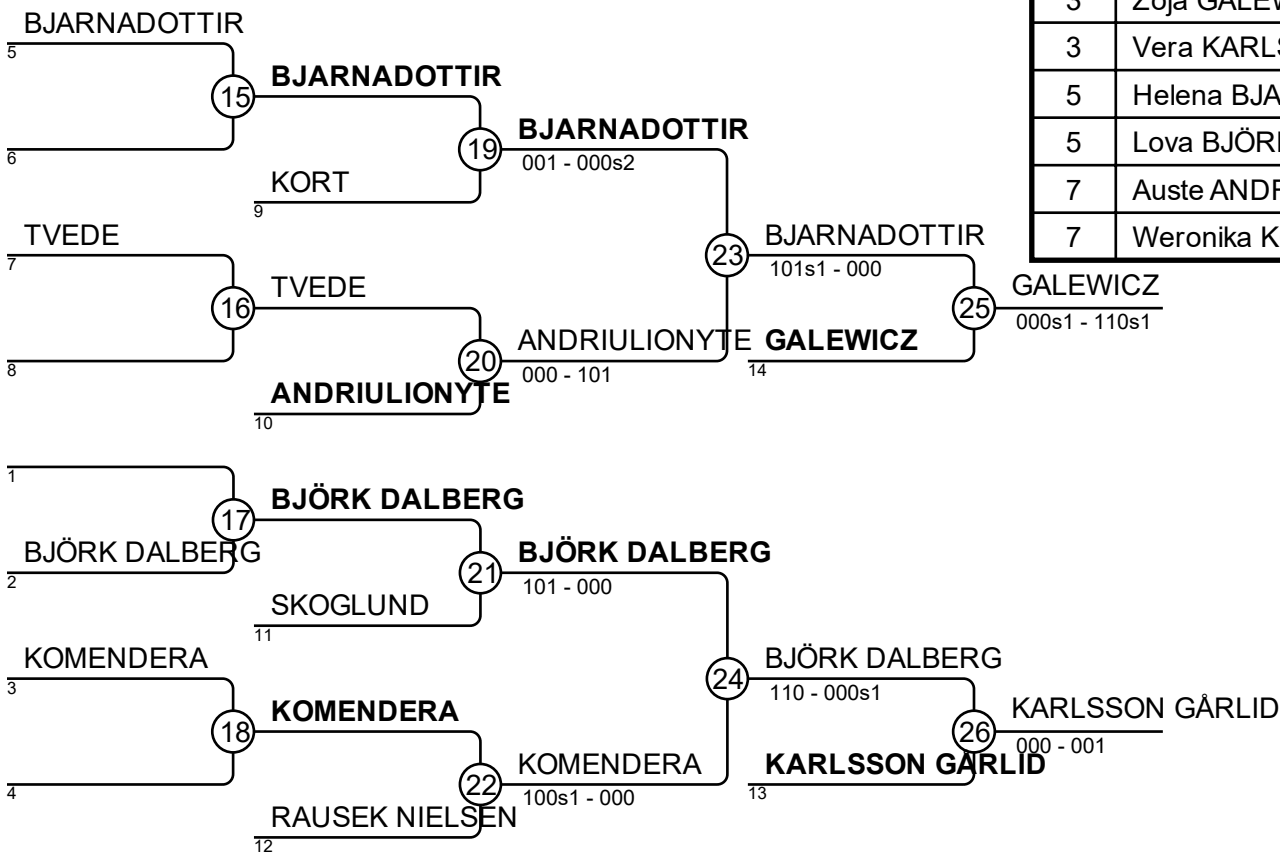 BJARNADOTTIR
5
15
BJARNADOTTIR
6
19
BJARNADOTTIR
001 - 000s2
KORT
9
TVEDE
7
23
BJARNADOTTIR
101s1 - 000
16
TVEDE
25
GALEWICZ
000s1 - 110s1
8
20
ANDRIULIONYTE
000 - 101
GALEWICZ
14
ANDRIULIONYTE
10
1
17
BJÖRK DALBERG
BJÖRK DALBERG
2
21
BJÖRK DALBERG
101 - 000
SKOGLUND
11
KOMENDERA
3
24
BJÖRK DALBERG
110 - 000s1
18
KOMENDERA
26
KARLSSON GÅRLID
000 - 001
4
22
KOMENDERA
100s1 - 000
KARLSSON GÅRLID
13
RAUSEK NIELSEN
12
3 Zoja
3 Vera
5 Helena
5 Lova
7 Auste
7 Weronika